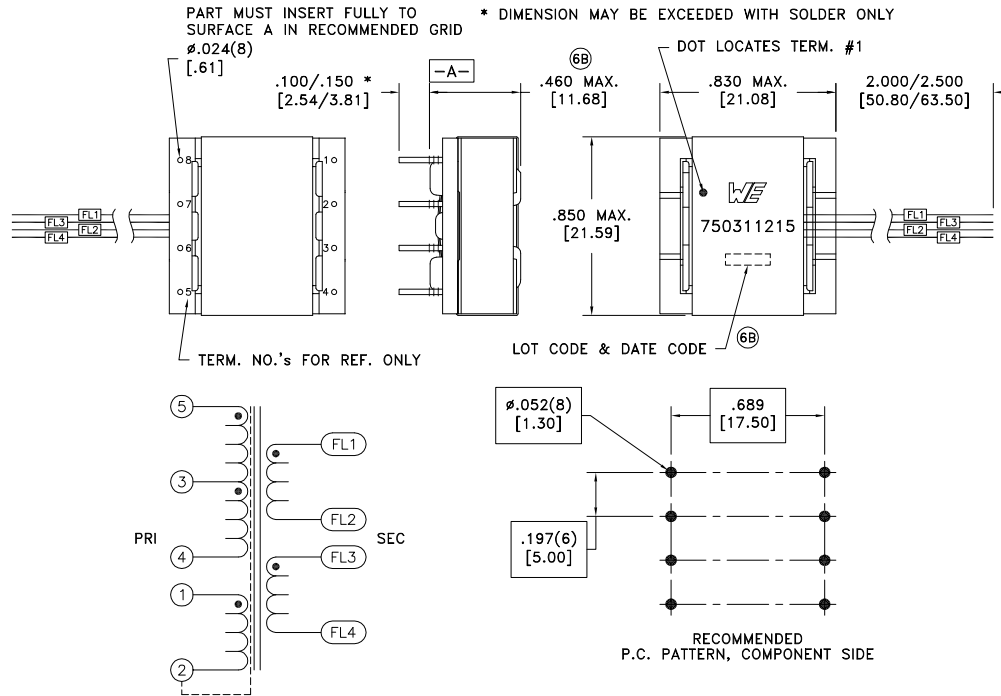 PART MUST INSERT FULLY TO
SURFACE A IN RECOMMENDED GRID
* DIMENSION MAY BE EXCEEDED WITH SOLDER ONLY
ø.024(8)
[.61]
.100/.150 *
[2.54/3.81]
-A-
6B
.460 MAX.
[11.68]
DOT LOCATES TERM. #1
.830 MAX.
[21.08]
2.000/2.500
[50.80/63.50]
8
7
6
5
1
2
3
4
FL1
FL3
FL2
FL4
.850 MAX.
[21.59]
WE
750311215
FL1
FL3
FL2
FL4
TERM. NO.'s FOR REF. ONLY
LOT CODE & DATE CODE
6B
5
3
PRI
4
1
2
FL1
FL2
SEC
FL3
FL4
ø.052(8)
[1.30]
.689
[17.50]
.197(6)
[5.00]
RECOMMENDED
P.C. PATTERN, COMPONENT SIDE